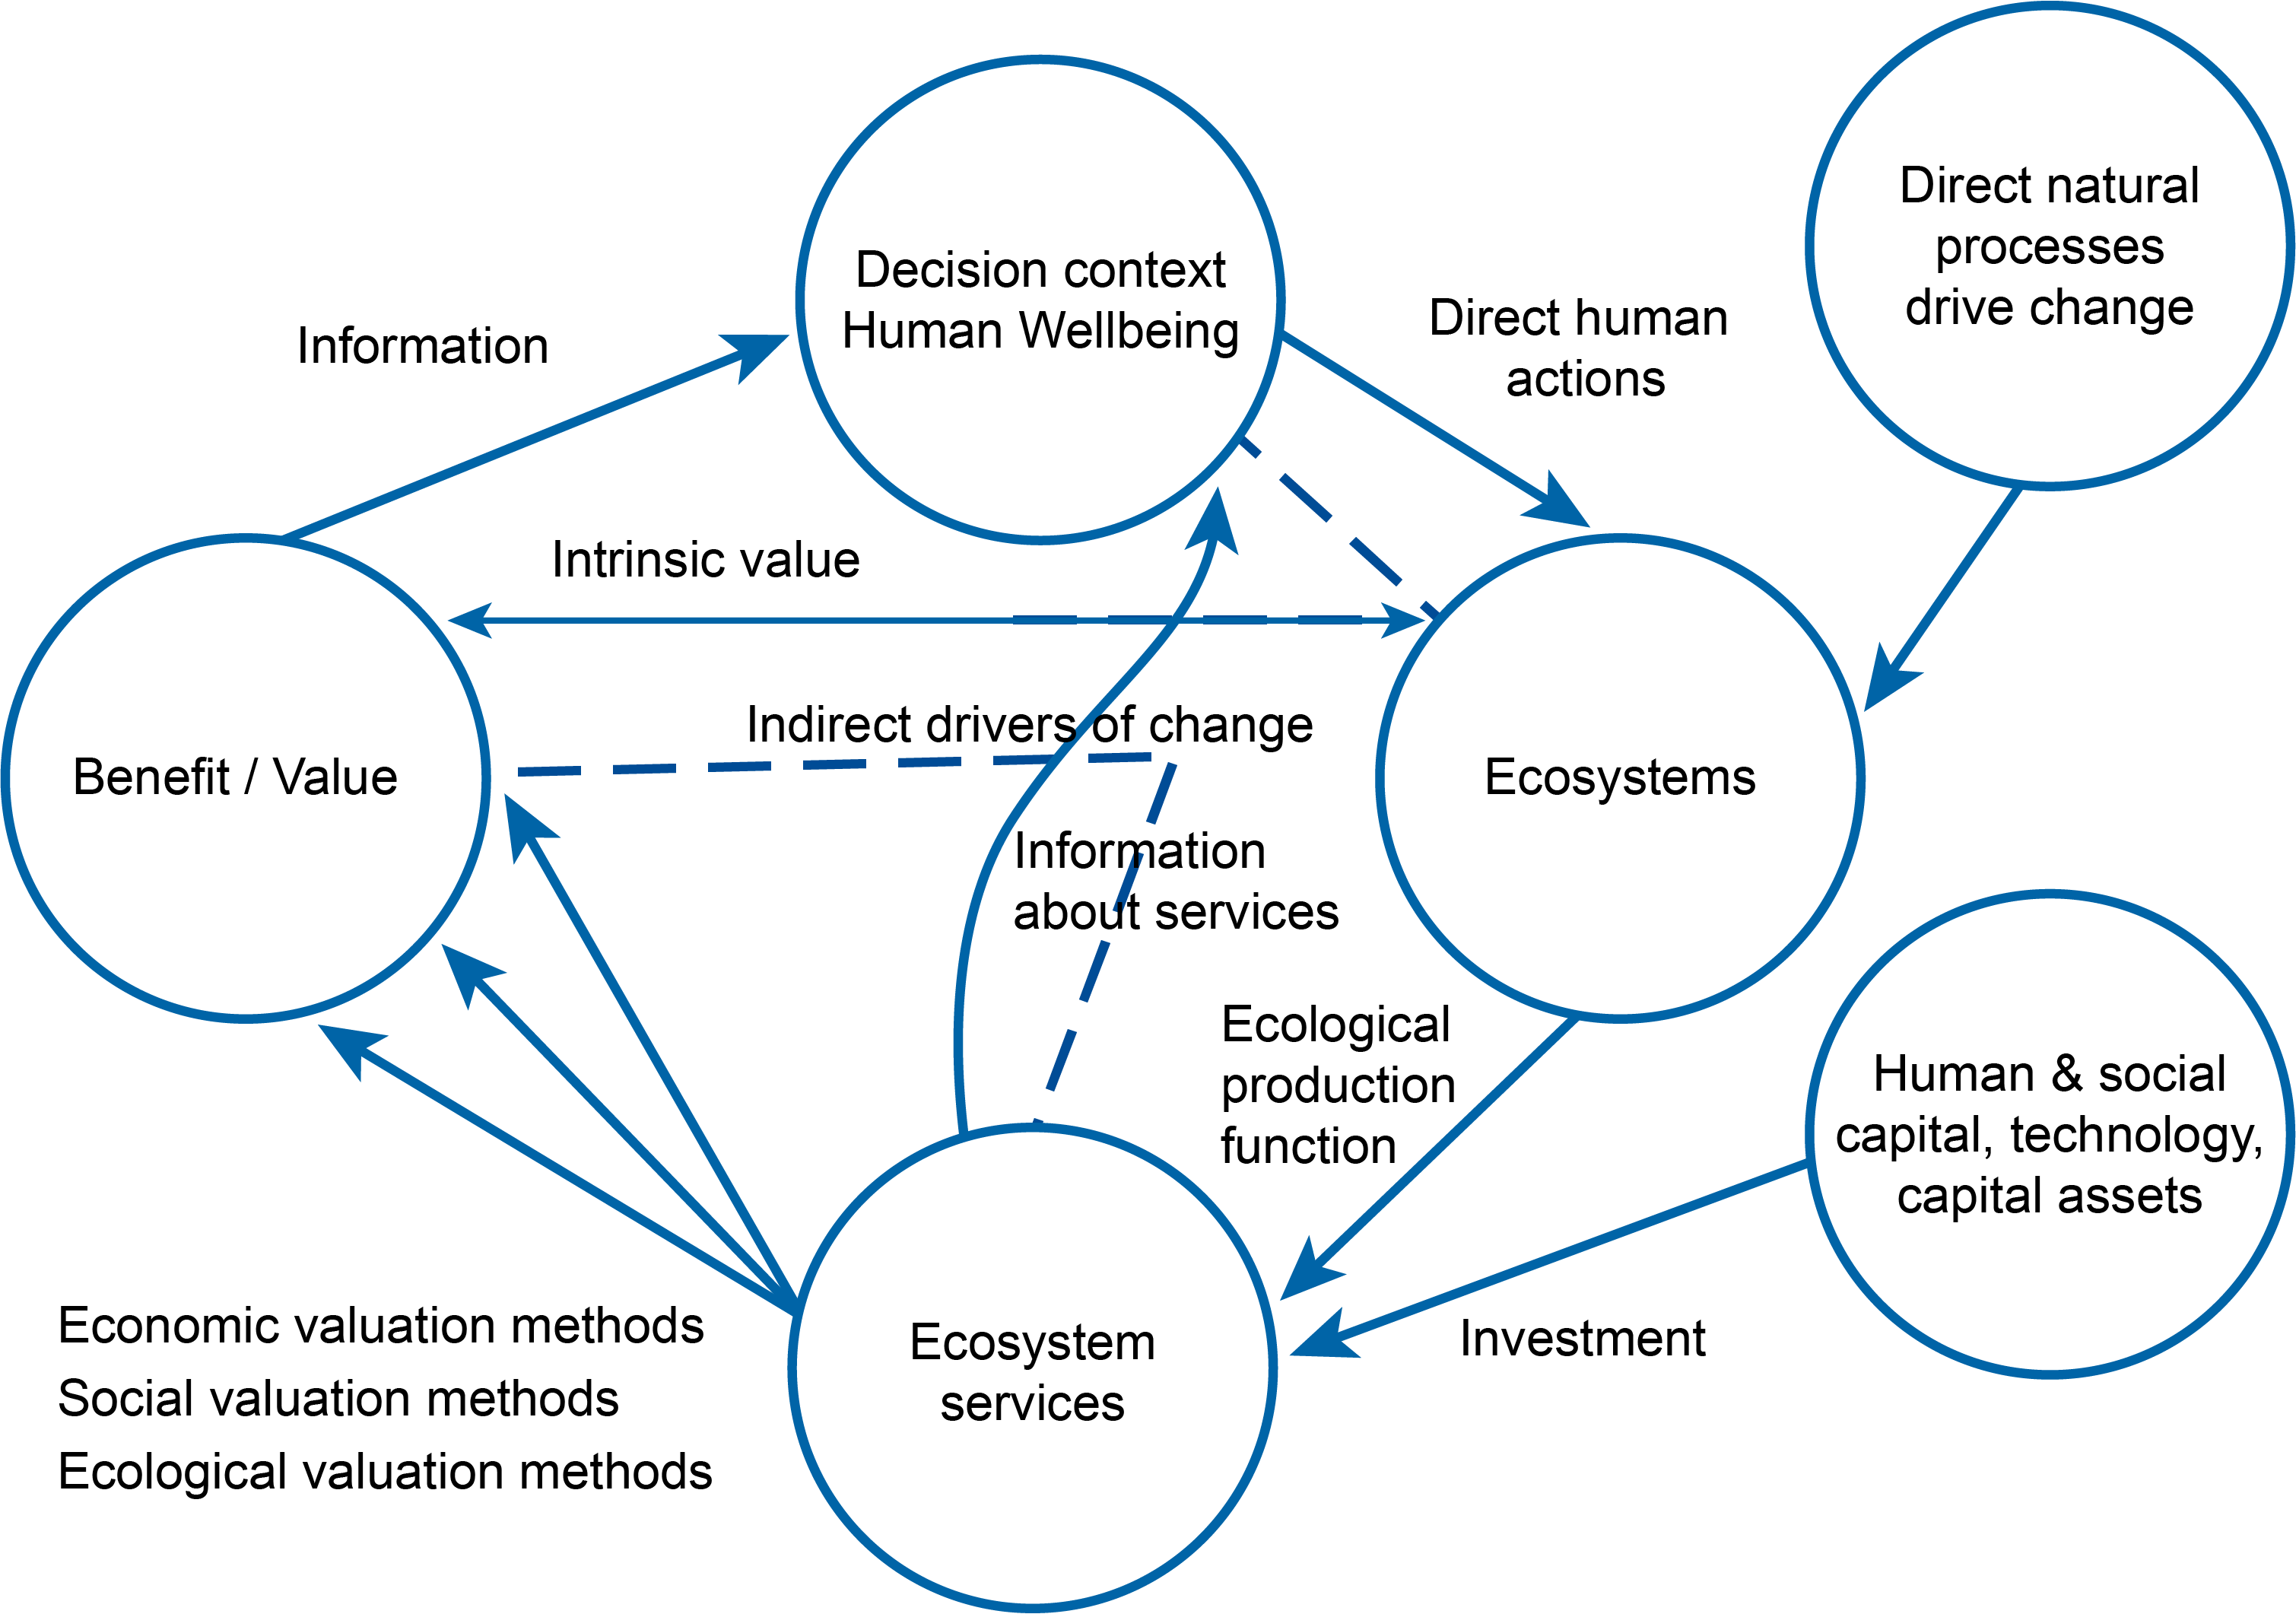 Direct natural
processes
drive change
Decision context
Human Wellbeing
Direct human
actions
Information
Intrinsic value
Indirect drivers of change
Benefit / Value
Ecosystems
Information
about services
Ecological
production
function
Human & social
capital, technology,
capital assets
Economic valuation methods
Social valuation methods
Ecological valuation methods
Ecosystem
services
Investment